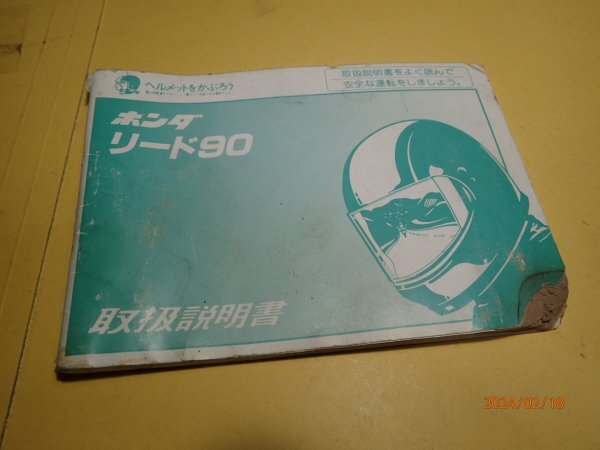 ヘルメットをかぶろう
取扱説明書をよく読んで
安全な運転をしましょう。
ホンダ
リード90
取扱説明書
2024/02/18